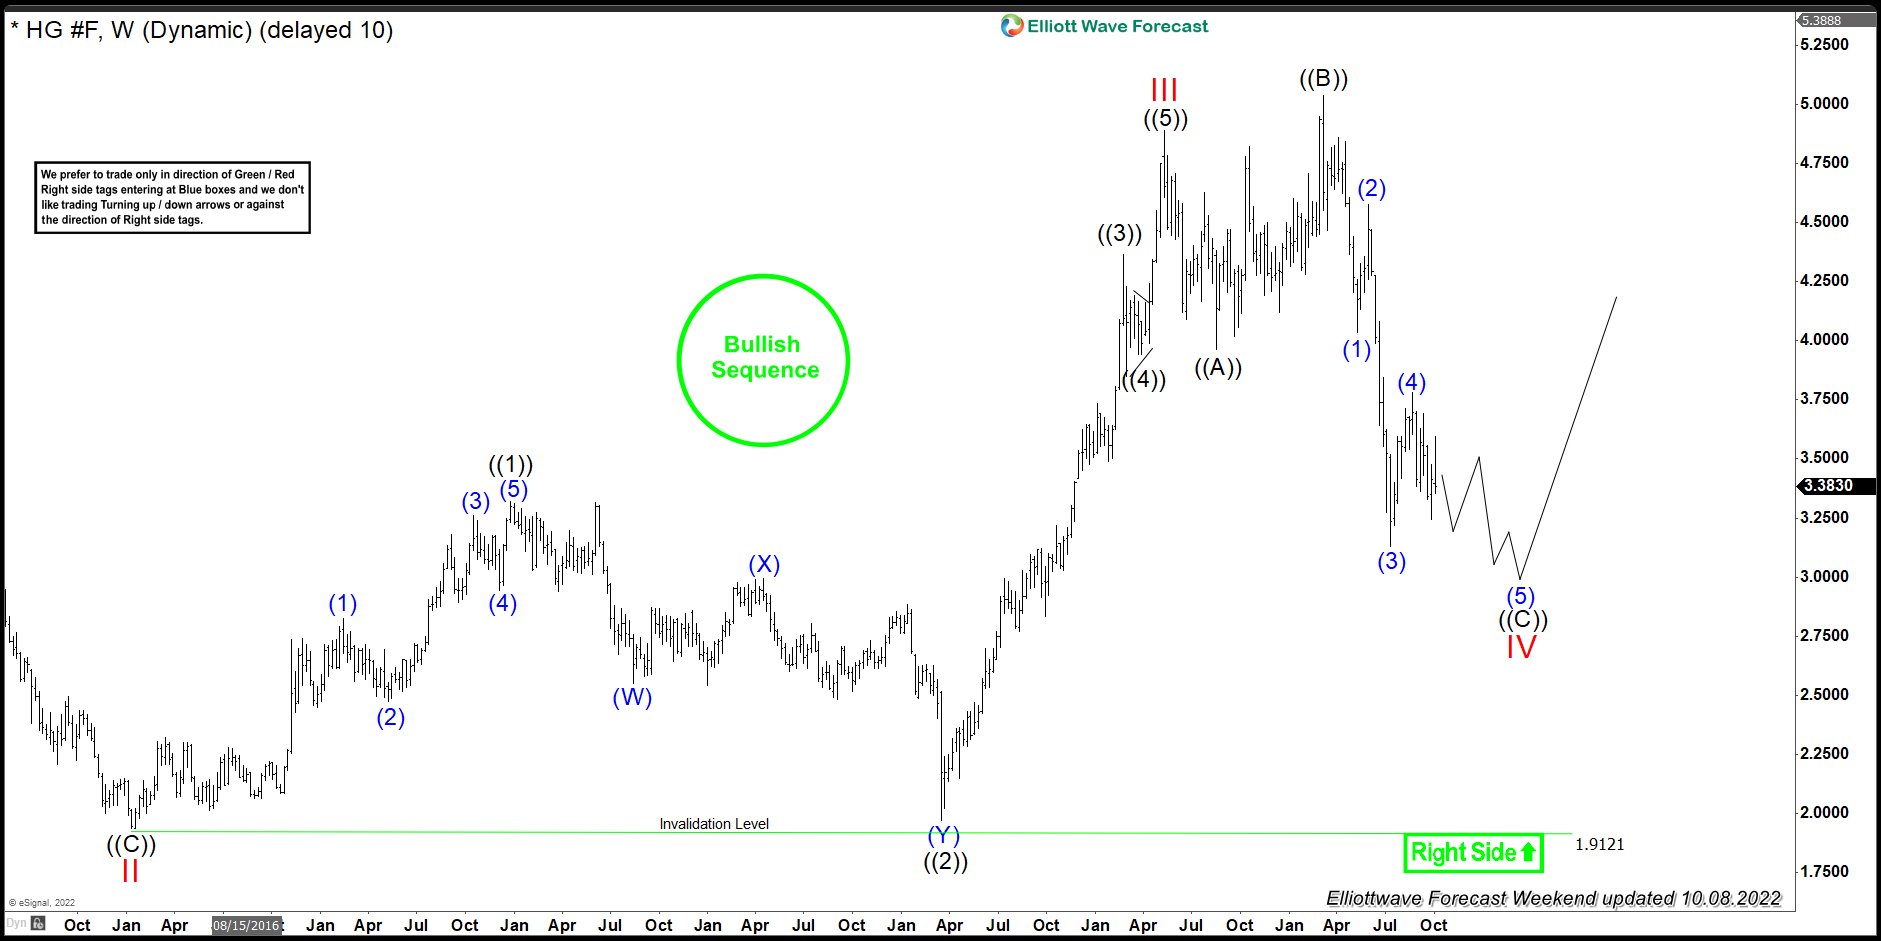 * HG #F, W (Dynamic) (delayed 10)
Elliott Wave Forecast
5.3888
5.2500
5.0000
4.7500
4.5000
4.2500
4.0000
3.7500
3.5000
3.3830
3.2500
3.0000
2.7500
2.5000
2.2500
2.0000
1.7500
We prefer to trade only in direction of Green / Red
Right side tags entering at Blue boxes and we don't
like trading Turning up / down arrows or against
the direction of Right side tags.
Bullish
Sequence
((C))
II
(1)
(2)
(3)
(4)
((1))
(5)
(W)
(X)
(Y)
((2))
((3))
((4))
III
((5))
((A))
((B))
(1)
(2)
(3)
(4)
(5)
((C))
IV
Invalidation Level
1.9121
Right Side
Elliottwave Forecast Weekend updated 10.08.2022
© eSignal, 2022
Dyn
Oct Jan Apr 08/15/2016 t Jan Apr Jul Oct Jan Apr Jul Oct Jan Apr Jul Oct Jan Apr Jul Oct Jan Apr Jul Oct Jan Apr Jul Oct